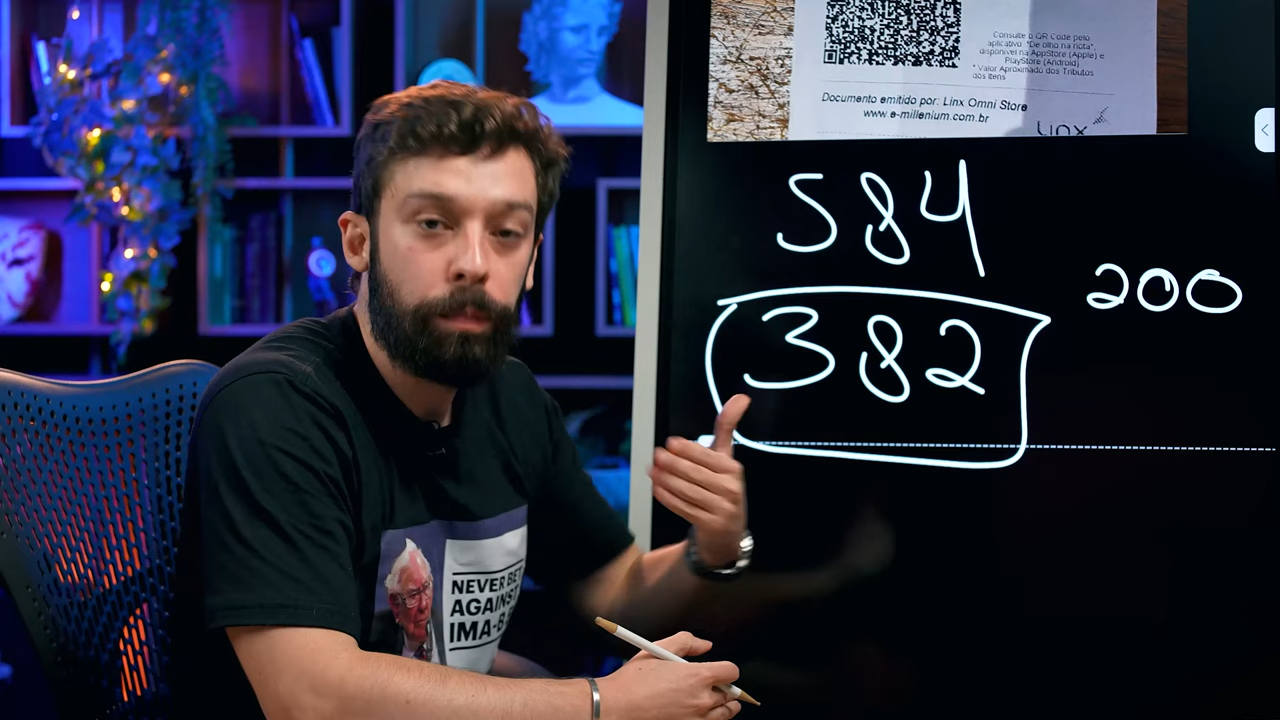 Consulte o QR Code pelo
aplicativo "De olho na nota",
disponível na AppStore (Apple) e
PlayStore (Android)
* Valor Aproximado dos Tributos
dos Itens
Documento emitido por: Linx Omni Store
www.e-millenium.com.br
Linx
584
200
382
NEVER BET
AGAINST